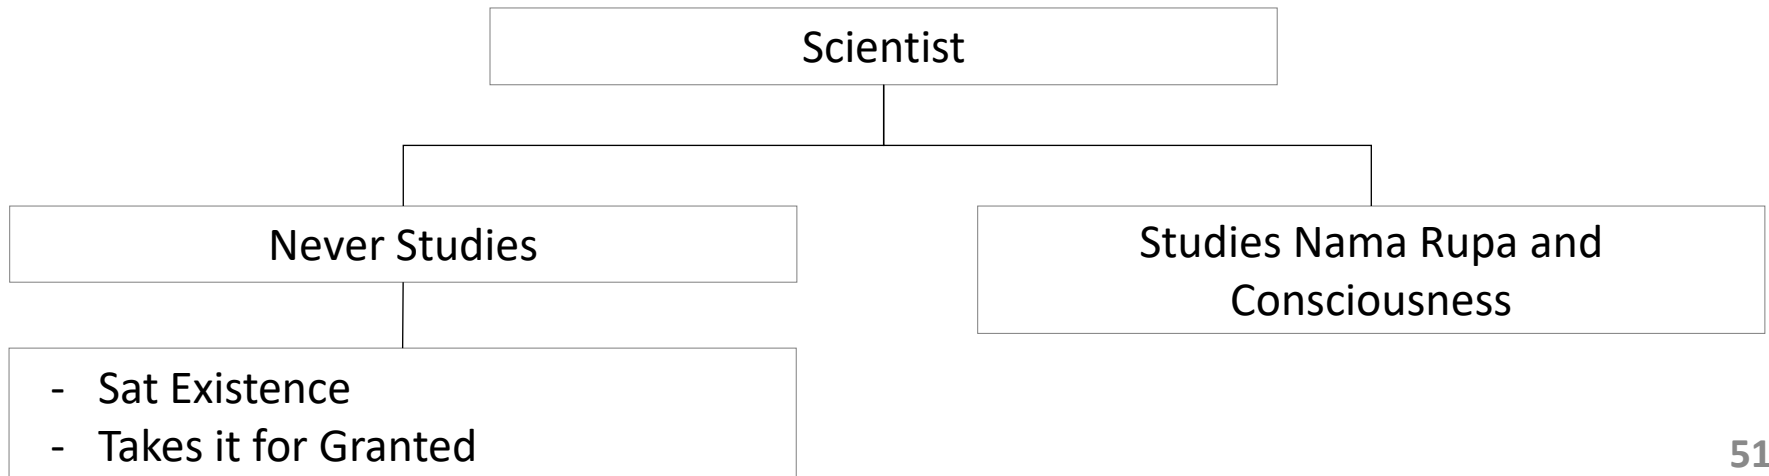 Scientist
Never Studies
Studies Nama Rupa and
Consciousness
- Sat Existence
- Takes it for Granted
51